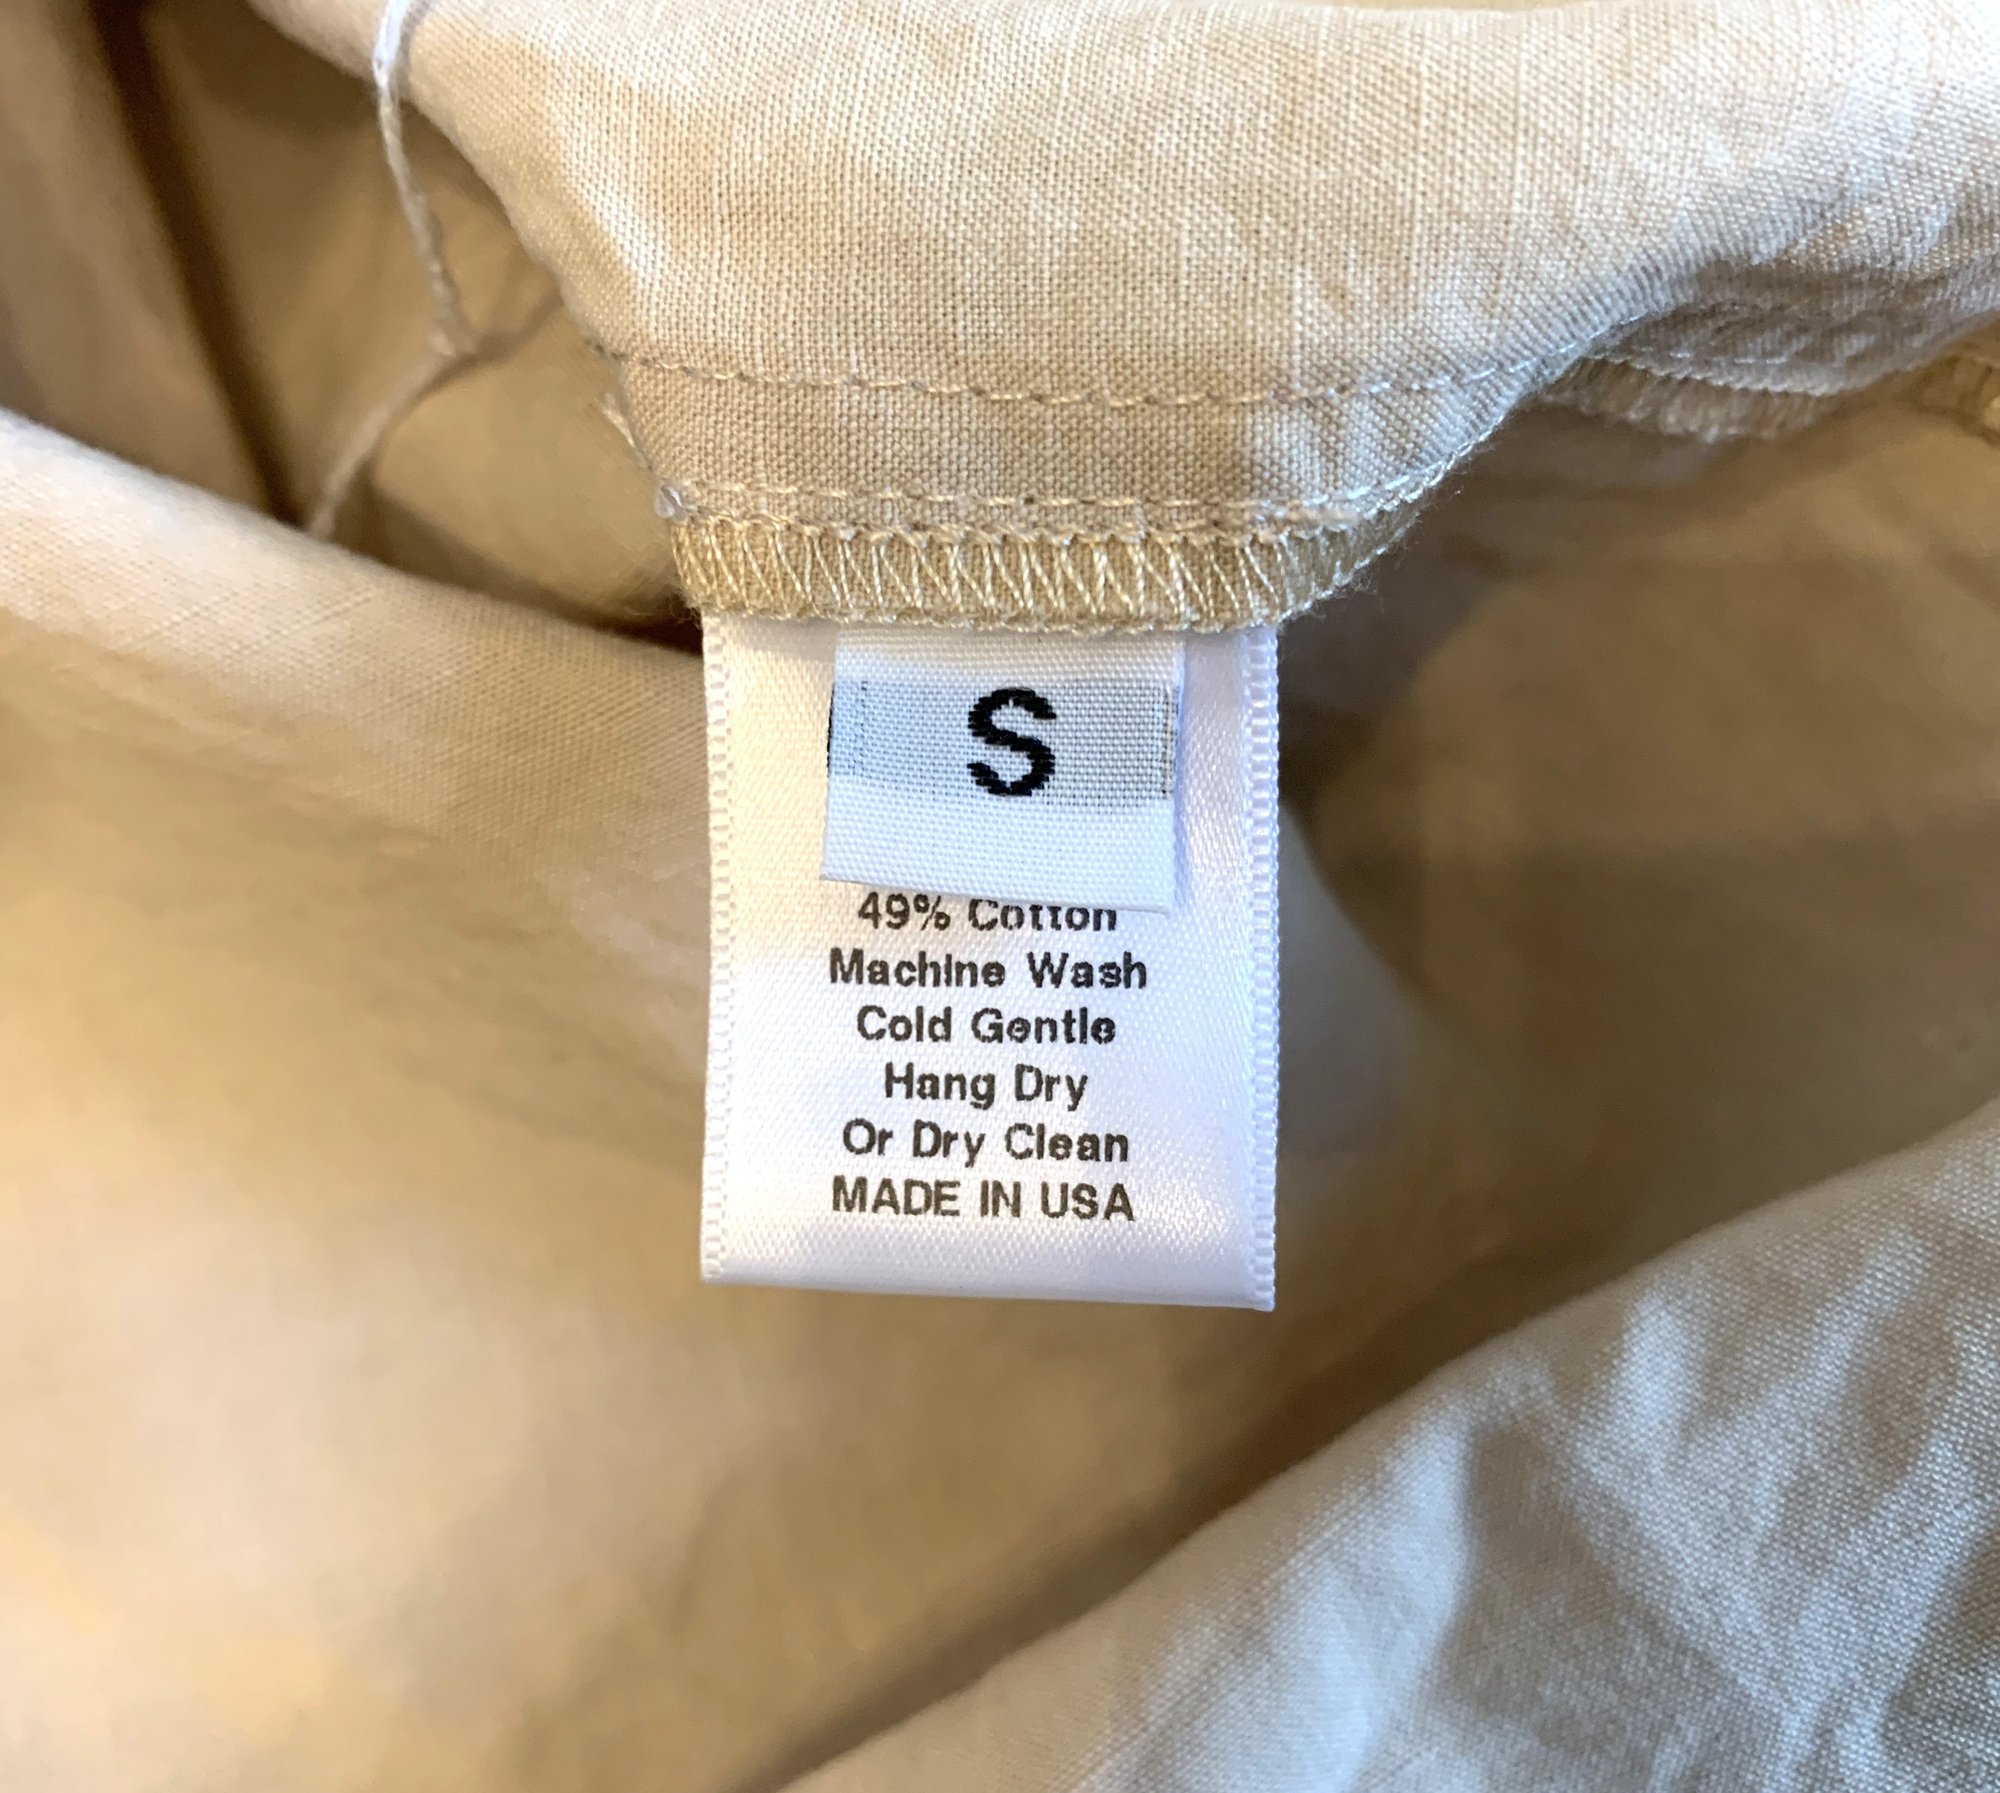 S
49% Cotton
Machine Wash
Cold Gentle
Hang Dry
Or Dry Clean
MADE IN USA